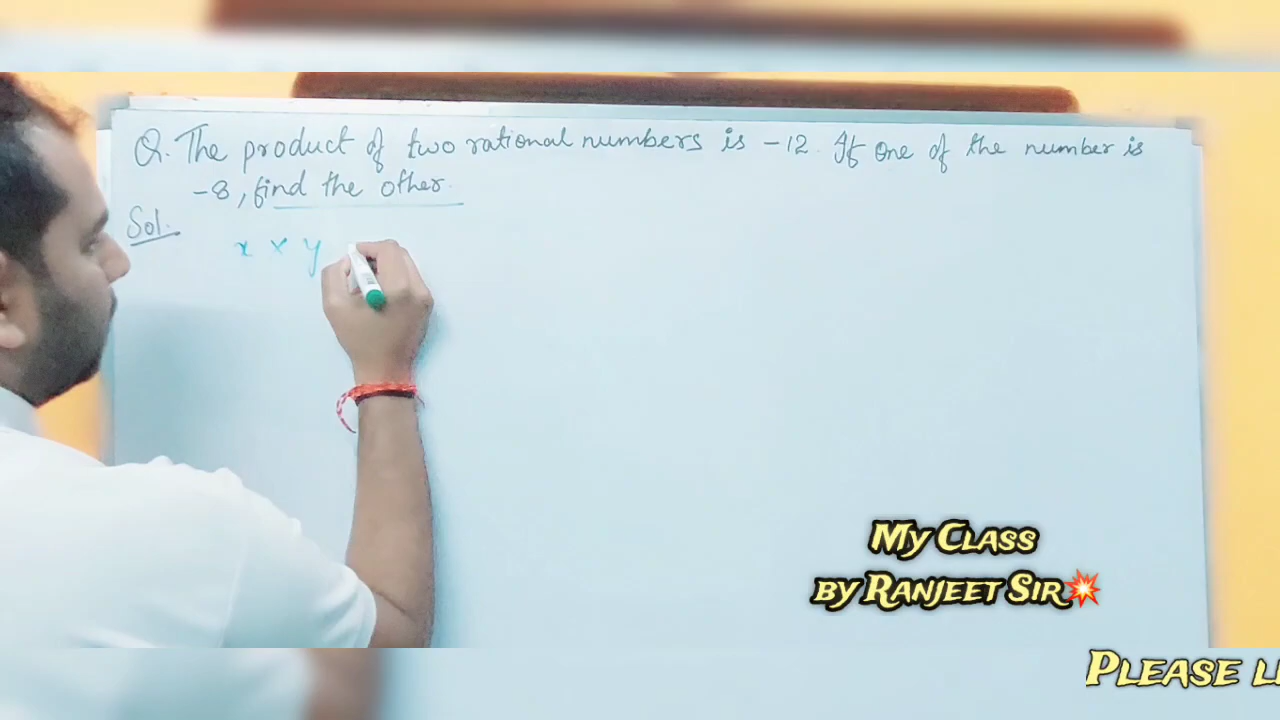 Q. The product of two rational numbers is -12. If one of the number is
-8, find the other.
Sol.
x × y
My Class
by Ranjeet Sir💥
Please